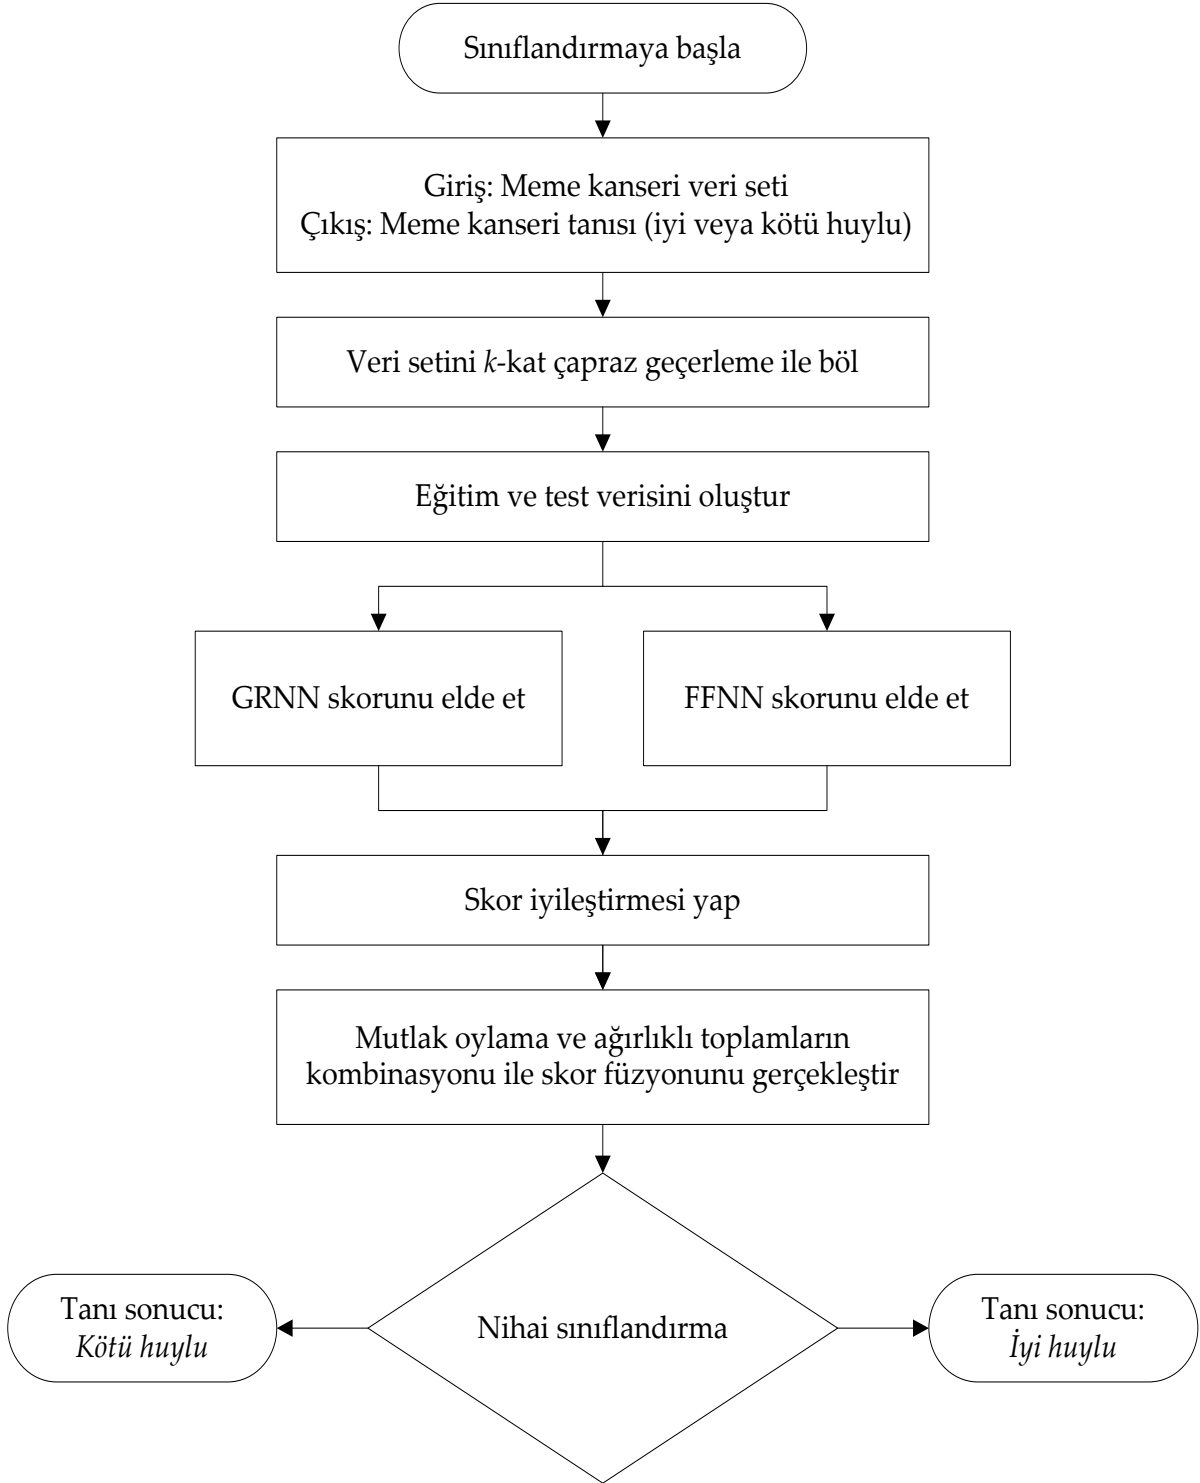 Sınıflandırmaya başla
Giriş: Meme kanseri veri seti
Çıkış: Meme kanseri tanısı (iyi veya kötü huylu)
Veri setini k-kat çapraz geçerleme ile böl
Eğitim ve test verisini oluştur
GRNN skorunu elde et
FFNN skorunu elde et
Skor iyileştirmesi yap
Mutlak oylama ve ağırlıklı toplamların
kombinasyonu ile skor füzyonunu gerçekleştir
Tanı sonucu:
Kötü huylu
Nihai sınıflandırma
Tanı sonucu:
İyi huylu